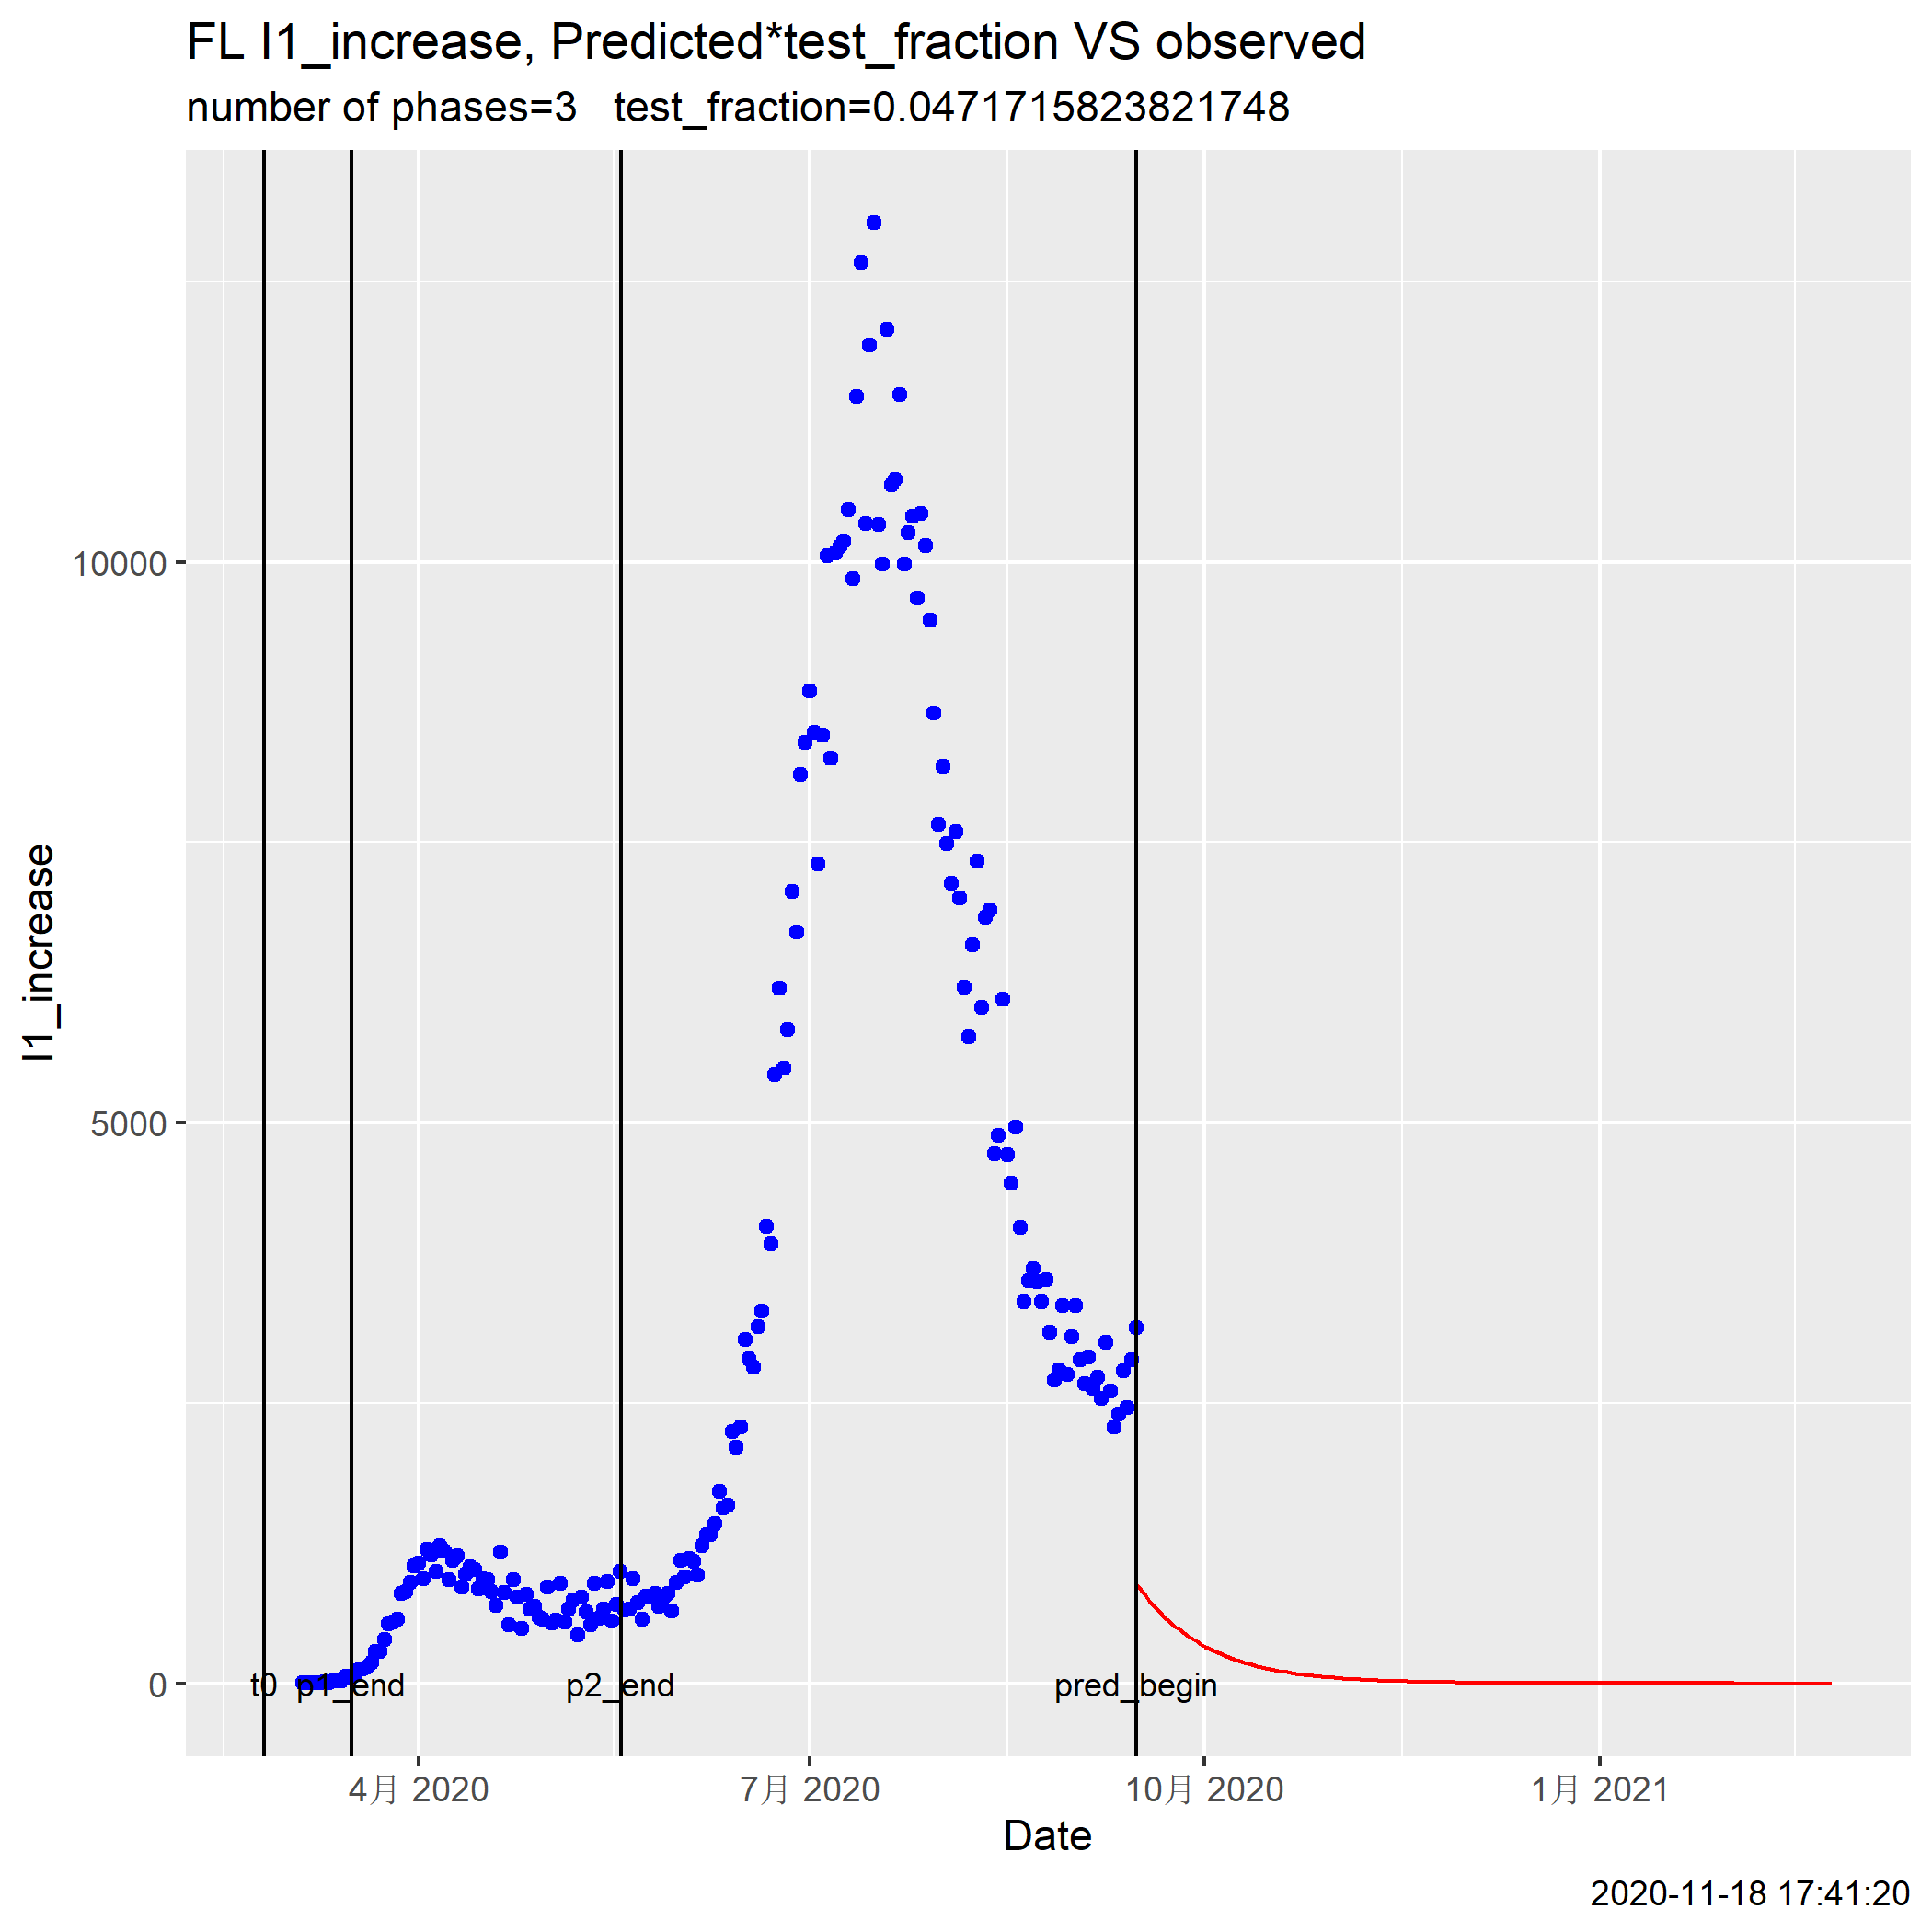 FL I1_increase, Predicted*test_fraction VS observed
number of phases=3   test_fraction=0.0471715823821748
10000
5000
0
I1_increase
t0
p1_end
p2_end
pred_begin
4月 2020
7月 2020
10月 2020
1月 2021
Date
2020-11-18 17:41:20